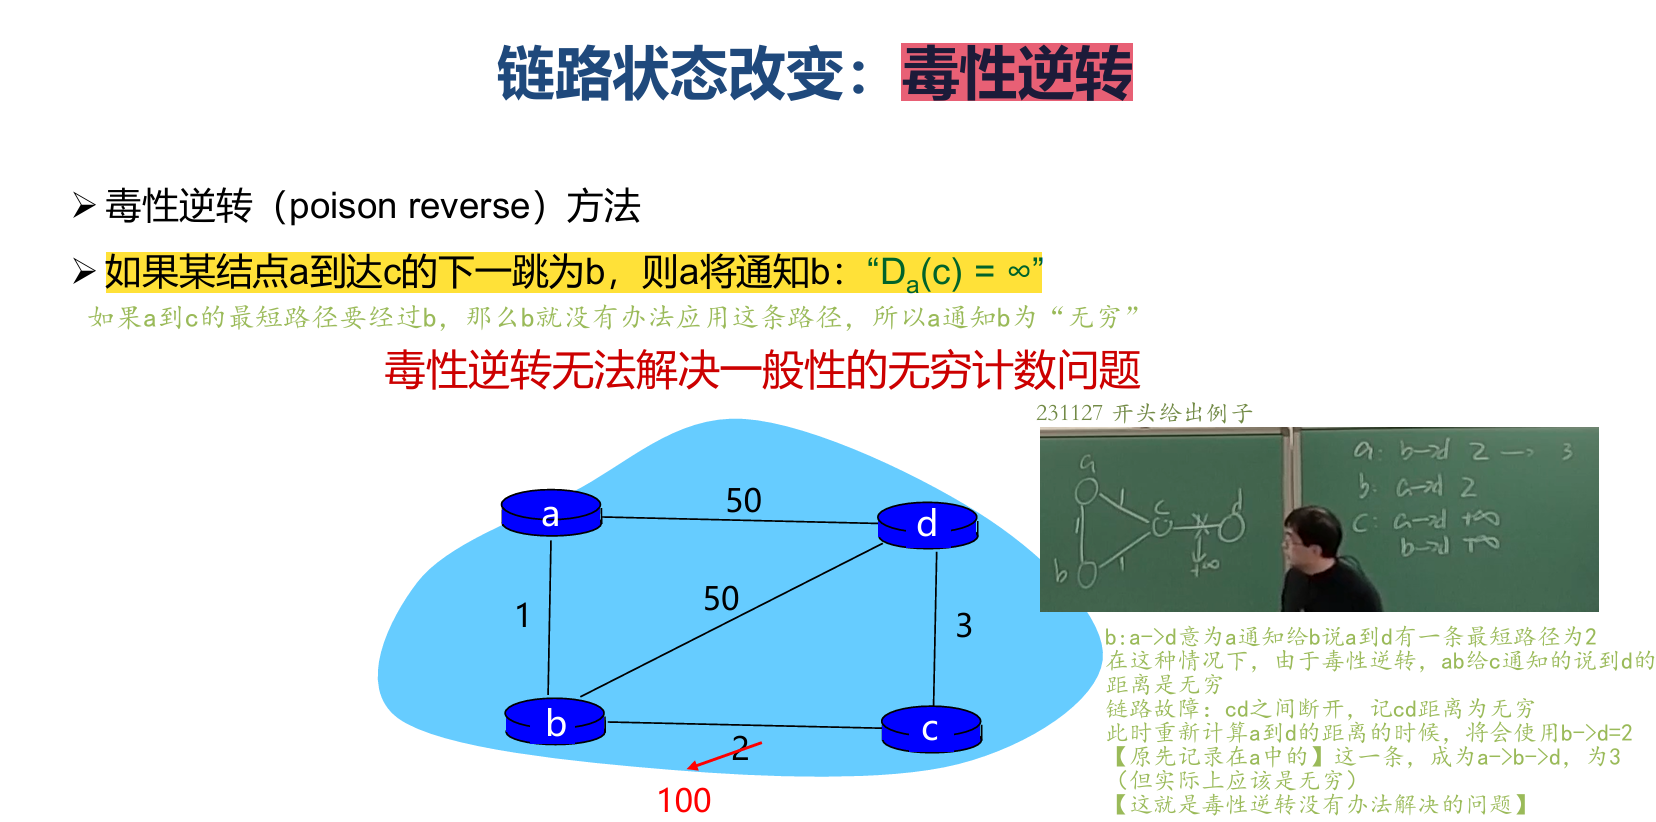 链路状态改变：毒性逆转
毒性逆转（poison reverse）方法
如果某结点a到达c的下一跳为b，则a将通知b：“Da(c) = ∞”
如果a到c的最短路径要经过b，那么b就没有办法应用这条路径，所以a通知b为“无穷”
毒性逆转无法解决一般性的无穷计数问题
231127 开头给出例子
a
50
d
1
50
3
b
2
c
100
a
1
c
d
1
b
1
+∞
a: b→d 2 → 3
b: a→d 2
c: a→d +∞
b→d +∞
b:a->d意为a通知给b说a到d有一条最短路径为2
在这种情况下，由于毒性逆转，ab给c通知的说到d的
距离是无穷
链路故障：cd之间断开，记cd距离为无穷
此时重新计算a到d的距离的时候，将会使用b->d=2
【原先记录在a中的】这一条，成为a->b->d，为3
（但实际上应该是无穷）
【这就是毒性逆转没有办法解决的问题】